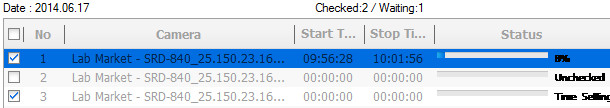 Date : 2014.06.17 Checked:2 / Waiting:1
No Camera Start T... Stop Ti... Status
1 Lab Market - SRD-840_25.150.23.16... 09:56:28 10:01:56 8%
2 Lab Market - SRD-840_25.150.23.16... 00:00:00 00:00:00 Unchecked
3 Lab Market - SRD-840_25.150.23.16... 00:00:00 00:00:00 Time Setting